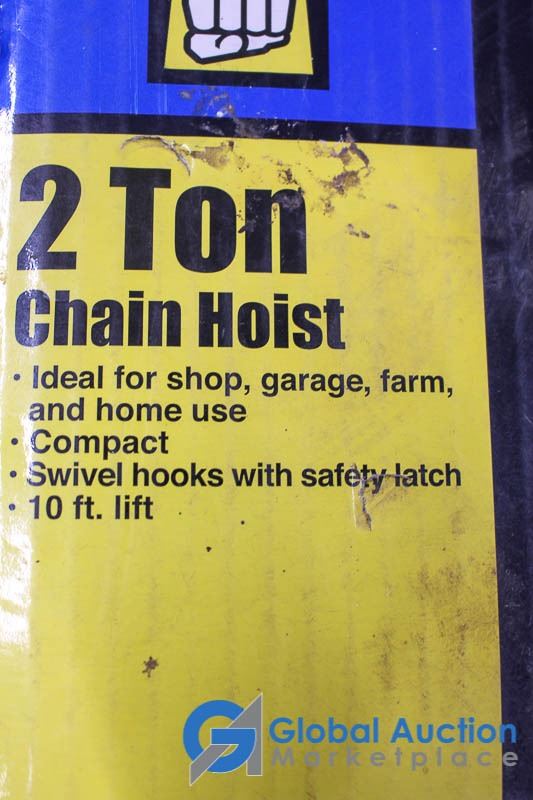 2 Ton
Chain Hoist
· Ideal for shop, garage, farm,
and home use
· Compact
· Swivel hooks with safety latch
· 10 ft. lift
Global Auction
Marketplace